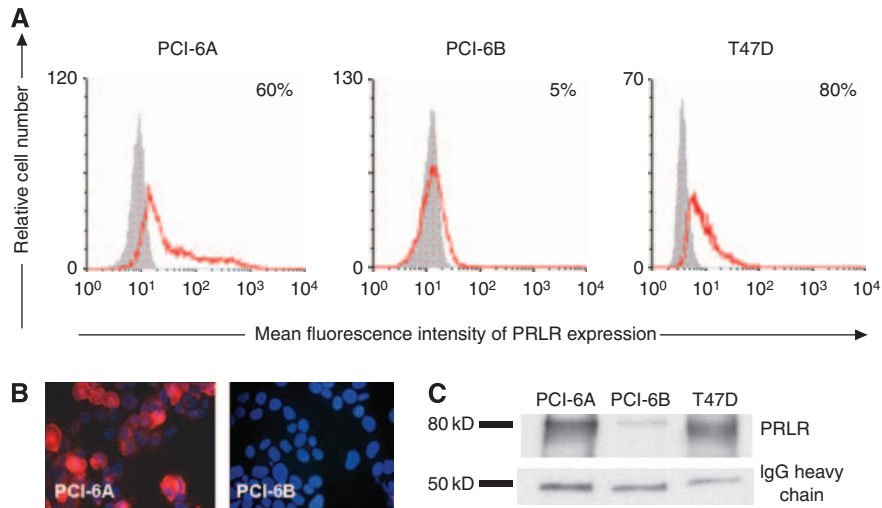 A
PCI-6A
PCI-6B
T47D
Relative cell number
120
60%
0
10⁰ 10¹ 10² 10³ 10⁴
130
5%
0
10⁰ 10¹ 10² 10³ 10⁴
70
80%
0
10⁰ 10¹ 10² 10³ 10⁴
Mean fluorescence intensity of PRLR expression
B
PCI-6A
PCI-6B
C
PCI-6A PCI-6B T47D
80 kD
PRLR
50 kD
IgG heavy
chain